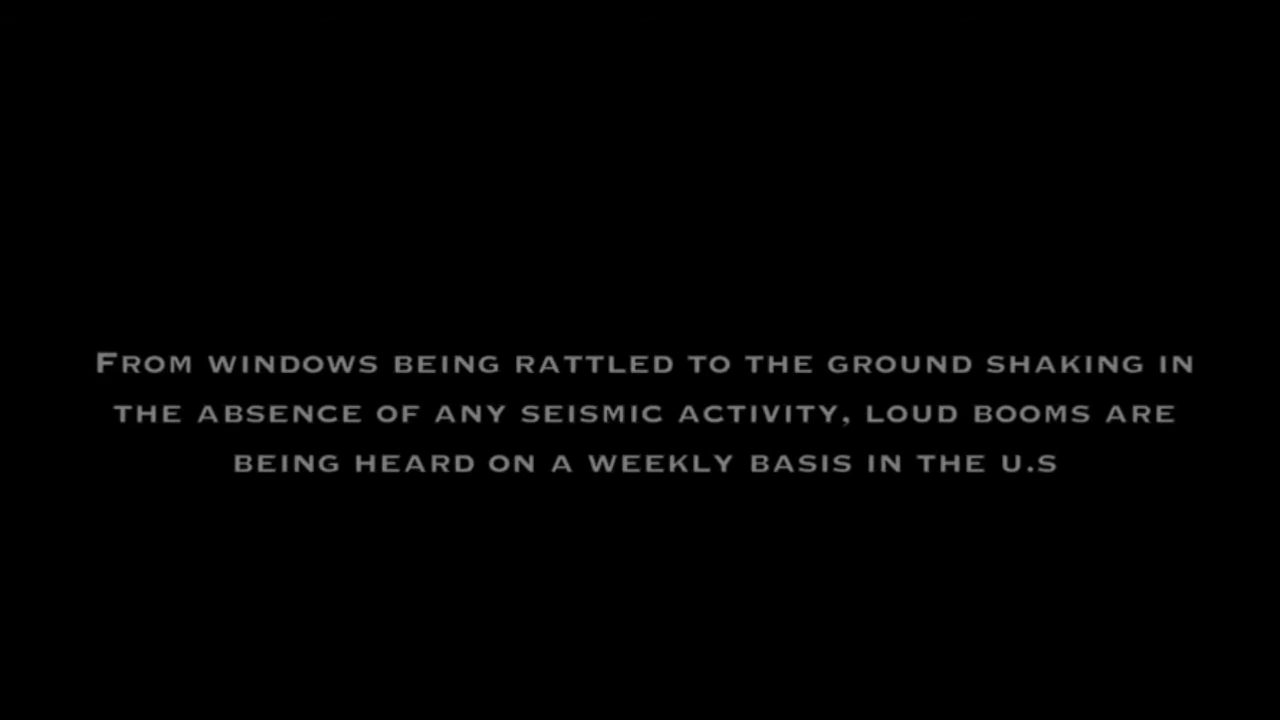 From windows being rattled to the ground shaking in
the absence of any seismic activity, loud booms are
being heard on a weekly basis in the u.s